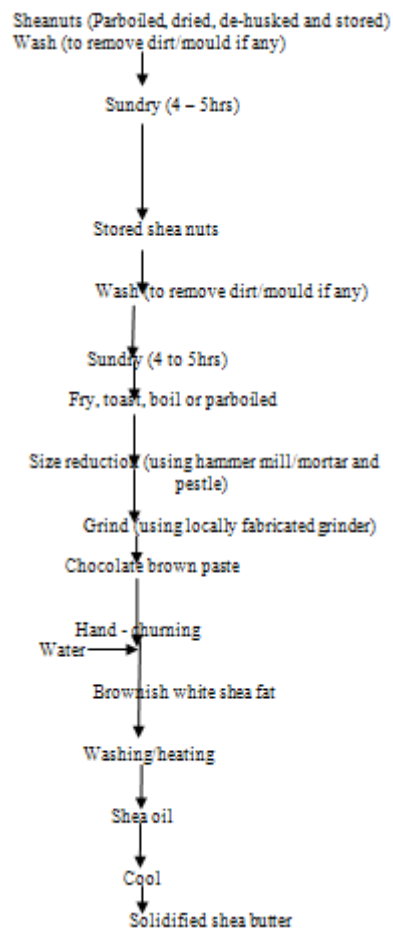 Sheanuts (Parboiled, dried, de-husked and stored)
Wash (to remove dirt/mould if any)
Sundry (4 – 5hrs)
Stored shea nuts
Wash (to remove dirt/mould if any)
Sundry (4 to 5hrs)
Fry, toast, boil or parboiled
Size reduction (using hammer mill/mortar and
pestle)
Grind (using locally fabricated grinder)
Chocolate brown paste
Hand - churning
Water
Brownish white shea fat
Washing/heating
Shea oil
Cool
Solidified shea butter